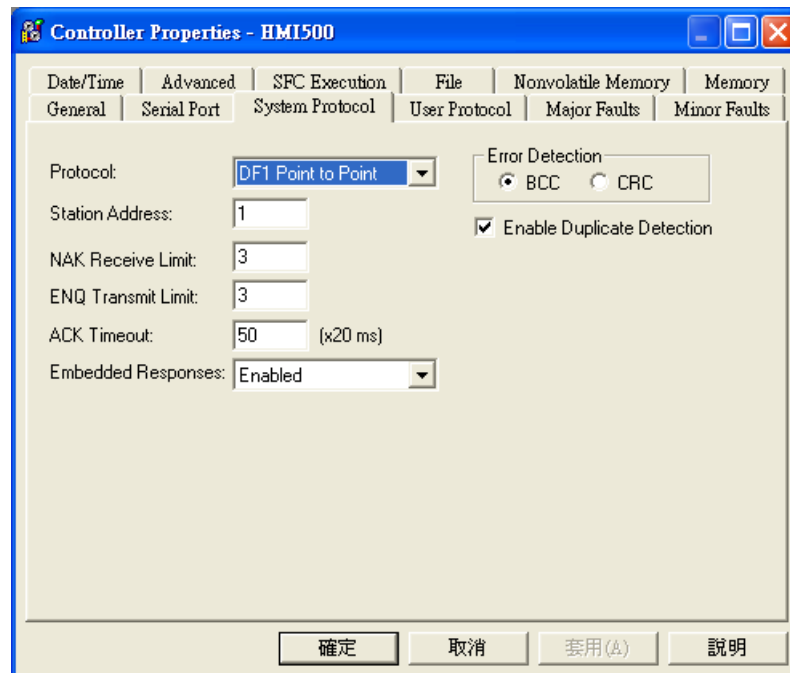 Controller Properties - HMI500
Date/Time Advanced SFC Execution File Nonvolatile Memory Memory
General Serial Port System Protocol User Protocol Major Faults Minor Faults
Protocol: DF1 Point to Point
Error Detection
BCC CRC
Station Address: 1
Enable Duplicate Detection
NAK Receive Limit: 3
ENQ Transmit Limit: 3
ACK Timeout: 50 (x20 ms)
Embedded Responses: Enabled
確定 取消 套用(A) 說明